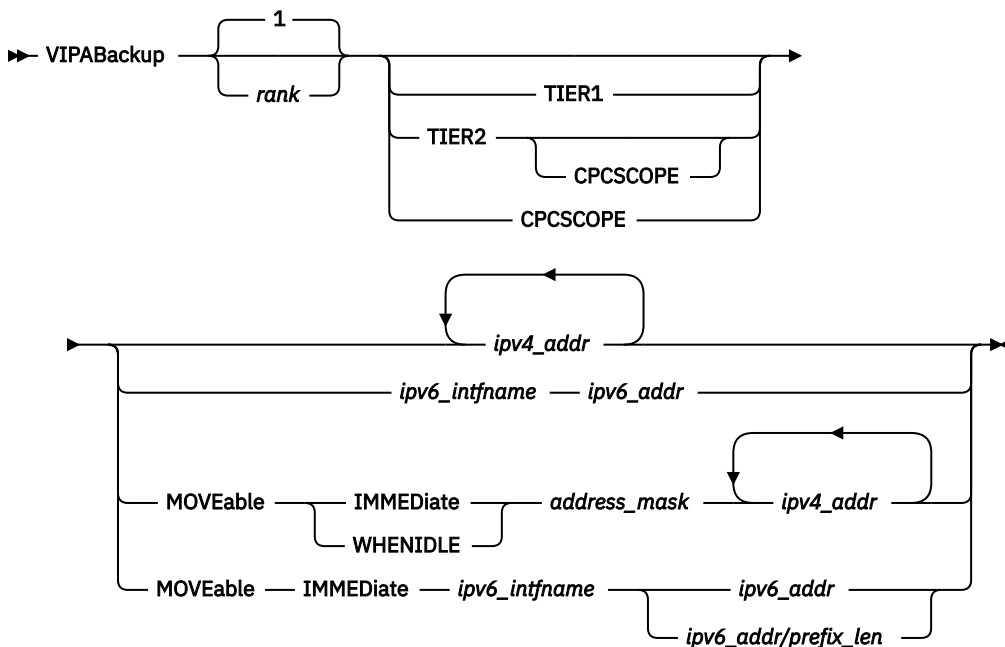 1
VIPABackup
rank
TIER1
TIER2
CPCSCOPE
CPCSCOPE
ipv4_addr
ipv6_intfname ipv6_addr
MOVEable IMMEDiate address_mask ipv4_addr
WHENIDLE
MOVEable IMMEDiate ipv6_intfname ipv6_addr
ipv6_addr/prefix_len